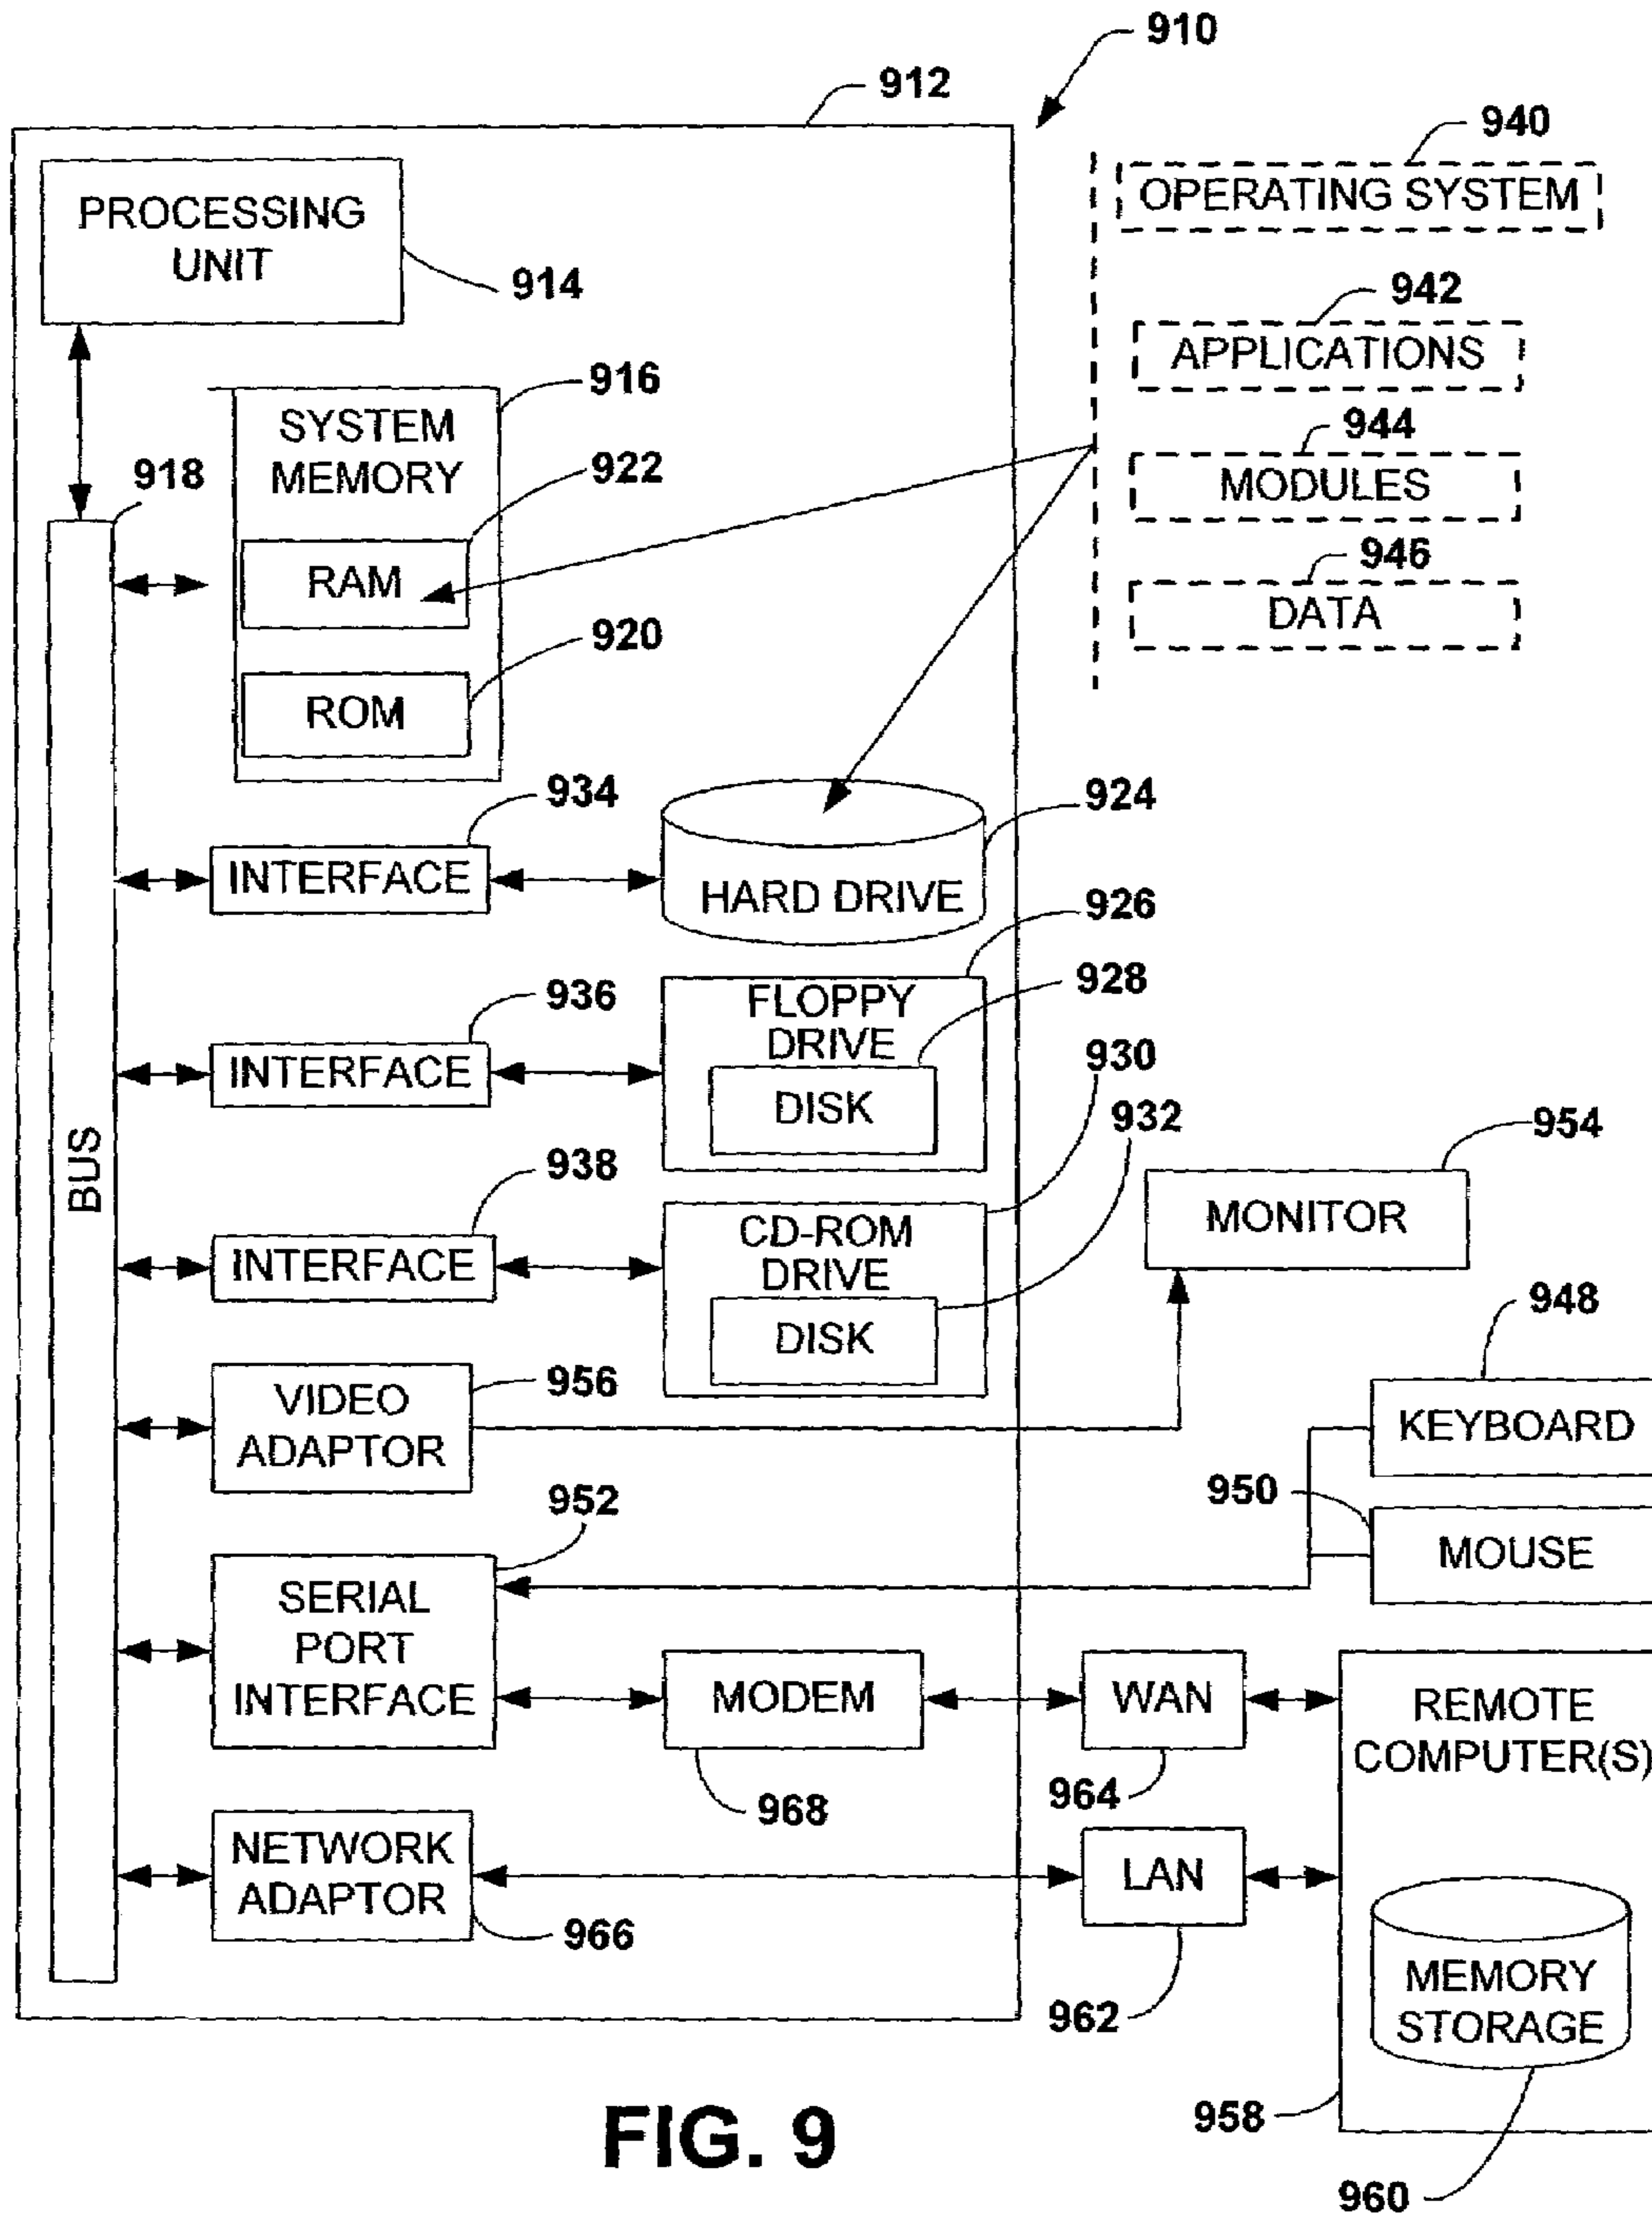 910
912
940
OPERATING SYSTEM
PROCESSING
UNIT
914
942
APPLICATIONS
916
SYSTEM
MEMORY
944
MODULES
918
922
RAM
946
DATA
920
ROM
934
INTERFACE
924
HARD DRIVE
926
936
INTERFACE
FLOPPY
DRIVE
928
DISK
930
932
BUS
938
INTERFACE
CD-ROM
DRIVE
DISK
954
MONITOR
948
KEYBOARD
956
VIDEO
ADAPTOR
950
MOUSE
952
SERIAL
PORT
INTERFACE
MODEM
968
WAN
964
REMOTE
COMPUTER(S)
NETWORK
ADAPTOR
966
LAN
962
MEMORY
STORAGE
958
960
FIG. 9